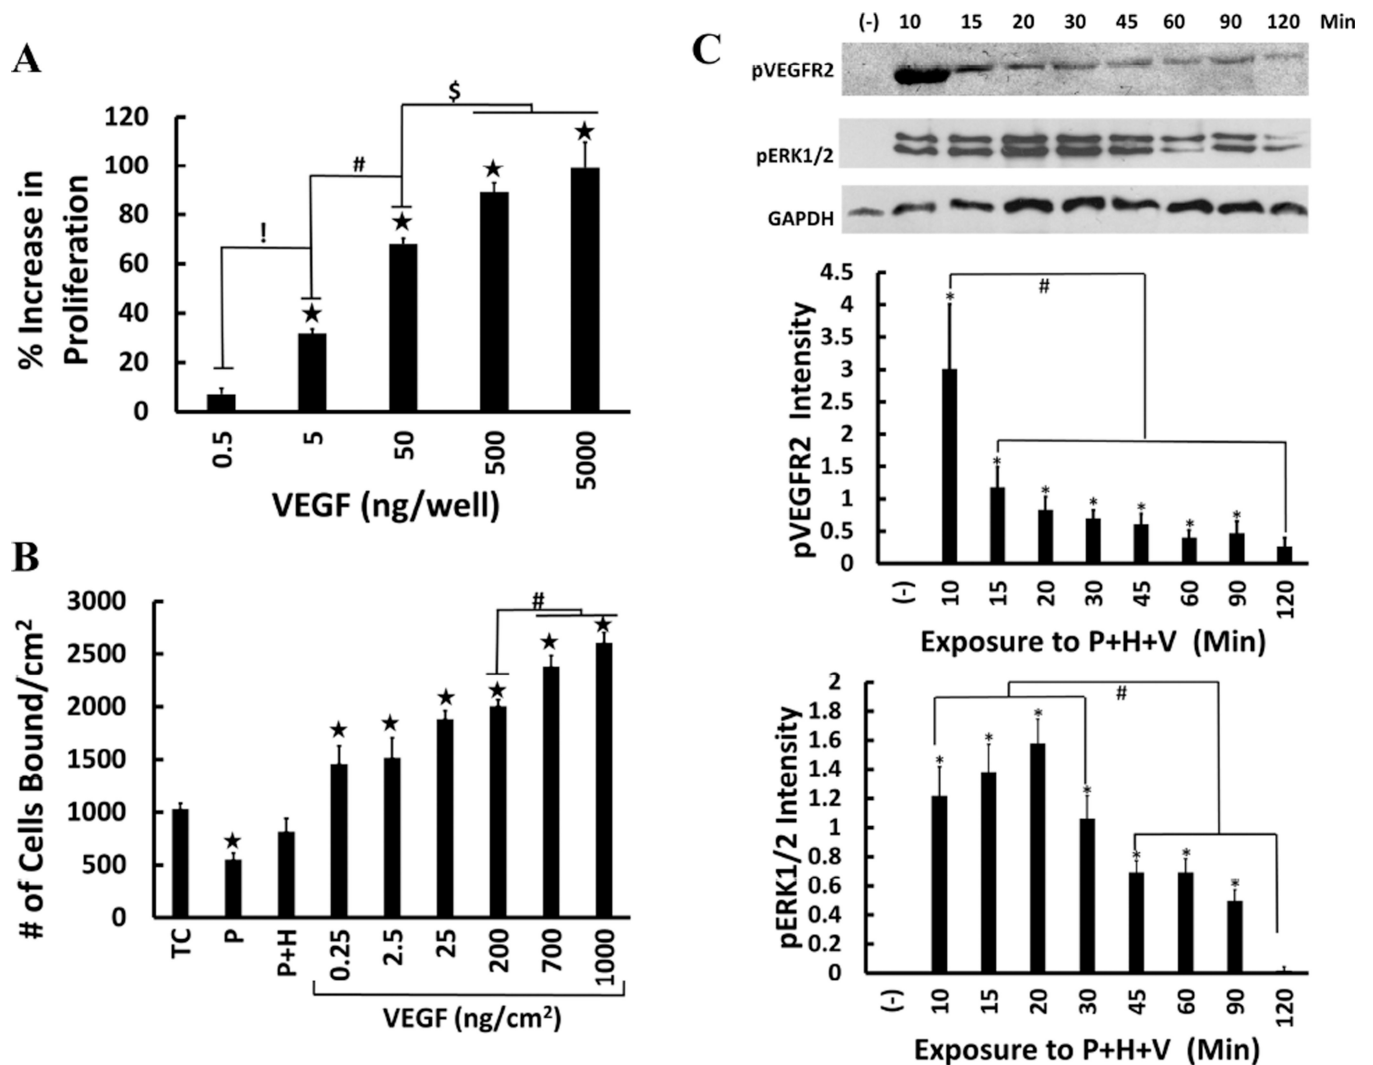 A
% Increase in
Proliferation
120
100
80
60
40
20
0
!
#
$
★
★
★
★
0.5
5
50
500
5000
VEGF (ng/well)
B
# of Cells Bound/cm²
3000
2500
2000
1500
1000
500
0
★
★
★
★
★
★
★
#
TC
P
P+H
0.25
2.5
25
200
700
1000
VEGF (ng/cm²)
C
(-) 10 15 20 30 45 60 90 120 Min
pVEGFR2
pERK1/2
GAPDH
pVEGFR2 Intensity
4.5
4
3.5
3
2.5
2
1.5
1
0.5
0
#
* * * * * * *
(-) 10 15 20 30 45 60 90 120
Exposure to P+H+V (Min)
pERK1/2 Intensity
2
1.8
1.6
1.4
1.2
1
0.8
0.6
0.4
0.2
0
#
* * * * * * *
(-) 10 15 20 30 45 60 90 120
Exposure to P+H+V (Min)